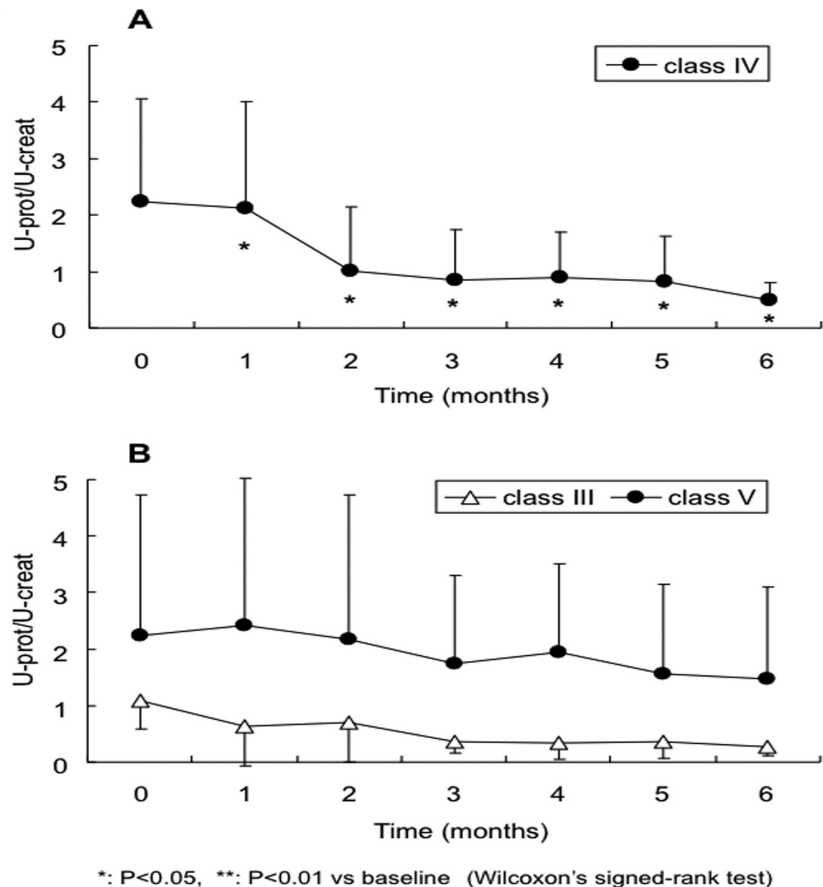 A
class IV
U-prot/U-creat
5
4
3
2
1
0
* * * * * *
0 1 2 3 4 5 6
Time (months)
B
class III class V
U-prot/U-creat
5
4
3
2
1
0
0 1 2 3 4 5 6
Time (months)
*: P<0.05, **: P<0.01 vs baseline (Wilcoxon's signed-rank test)